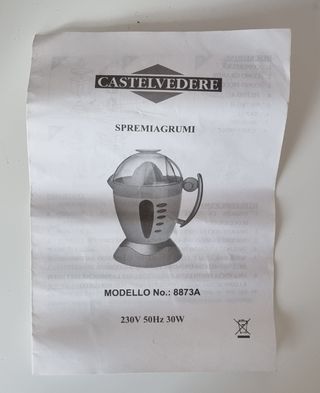 CASTELVEDERE
SPREMIAGRUMI
MODELLO No.: 8873A
230V 50Hz 30W